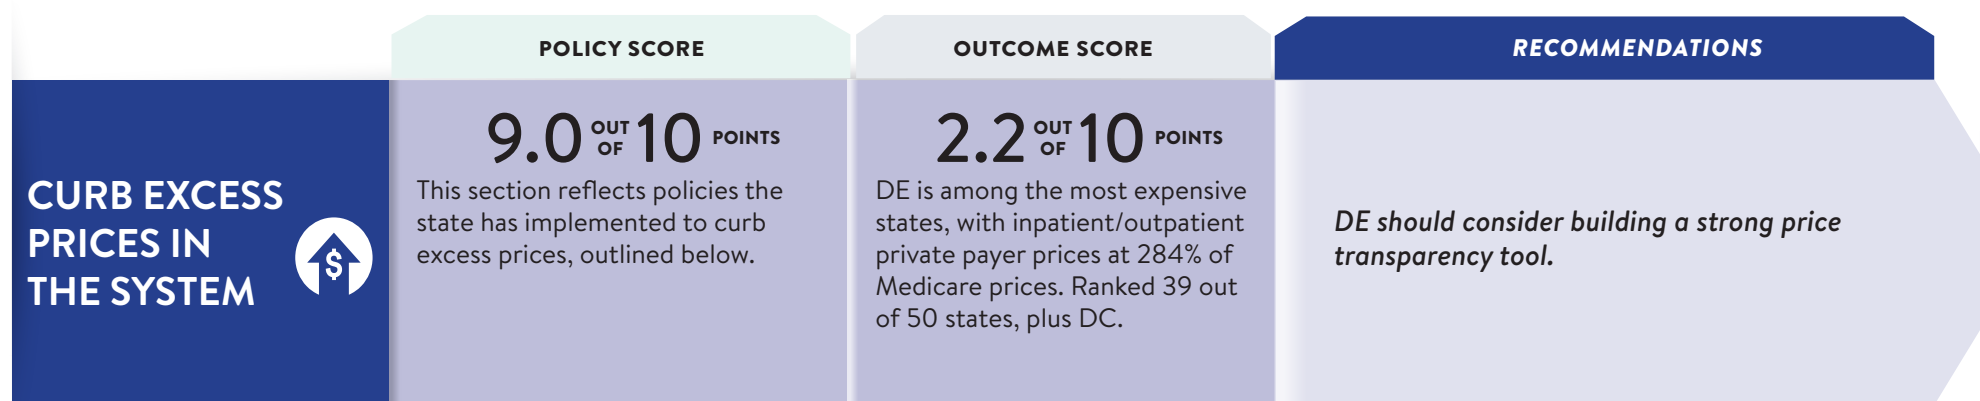 POLICY SCORE
OUTCOME SCORE
RECOMMENDATIONS
CURB EXCESS
PRICES IN
THE SYSTEM
$
9.0 OUT OF 10 POINTS
This section reflects policies the
state has implemented to curb
excess prices, outlined below.
2.2 OUT OF 10 POINTS
DE is among the most expensive
states, with inpatient/outpatient
private payer prices at 284% of
Medicare prices. Ranked 39 out
of 50 states, plus DC.
DE should consider building a strong price
transparency tool.